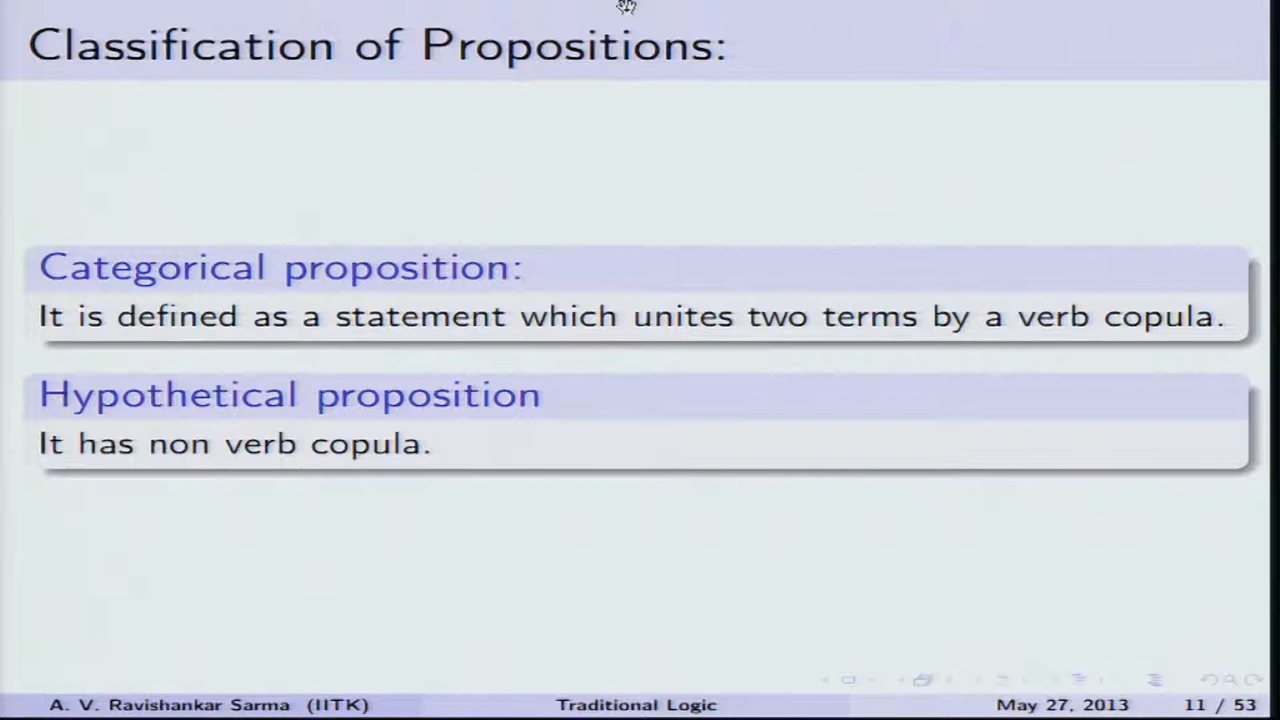 Classification of Propositions:
Categorical proposition:
It is defined as a statement which unites two terms by a verb copula.
Hypothetical proposition
It has non verb copula.
A. V. Ravishankar Sarma (IITK) Traditional Logic May 27, 2013 11 / 53